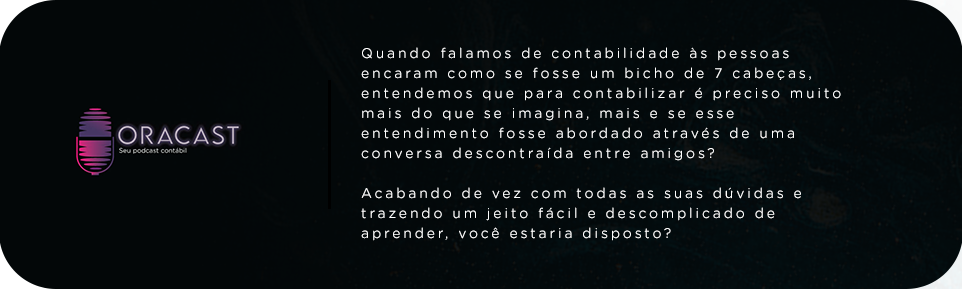 ORACAST
Seu podcast contábil
Quando falamos de contabilidade às pessoas
encaram como se fosse um bicho de 7 cabeças,
entendemos que para contabilizar é preciso muito
mais do que se imagina, mais e se esse
entendimento fosse abordado através de uma
conversa descontraída entre amigos?
Acabando de vez com todas as suas dúvidas e
trazendo um jeito fácil e descomplicado de
aprender, você estaria disposto?